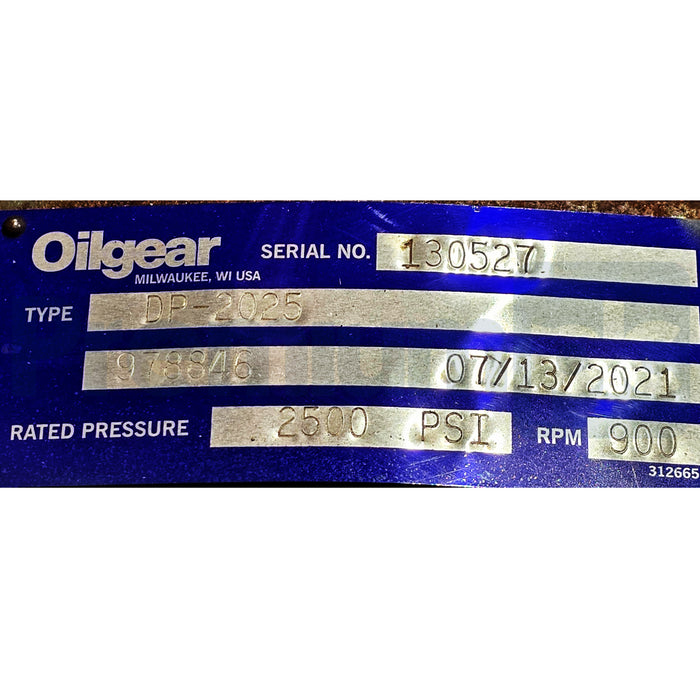 Oilgear SERIAL NO. 130527
MILWAUKEE, WI USA
TYPE DP-2025
978846 07/13/2021
RATED PRESSURE 2500 PSI RPM 900
312665